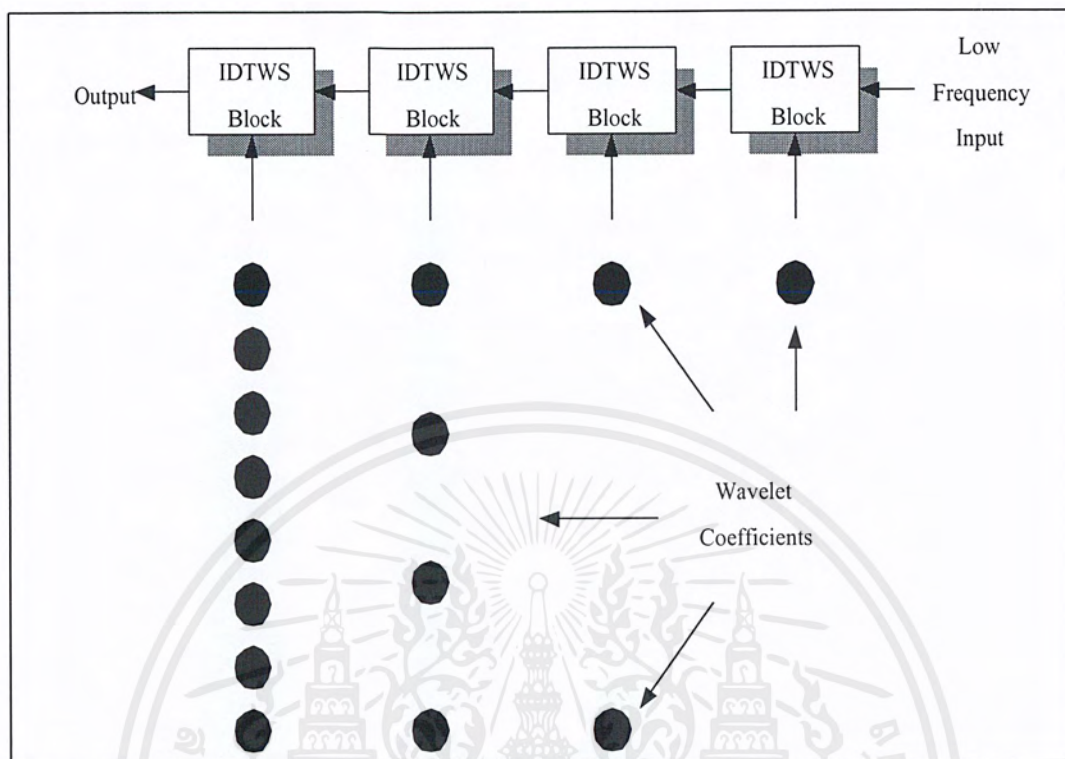 Output
IDTWS
Block
IDTWS
Block
IDTWS
Block
IDTWS
Block
Low
Frequency
Input
Wavelet
Coefficients